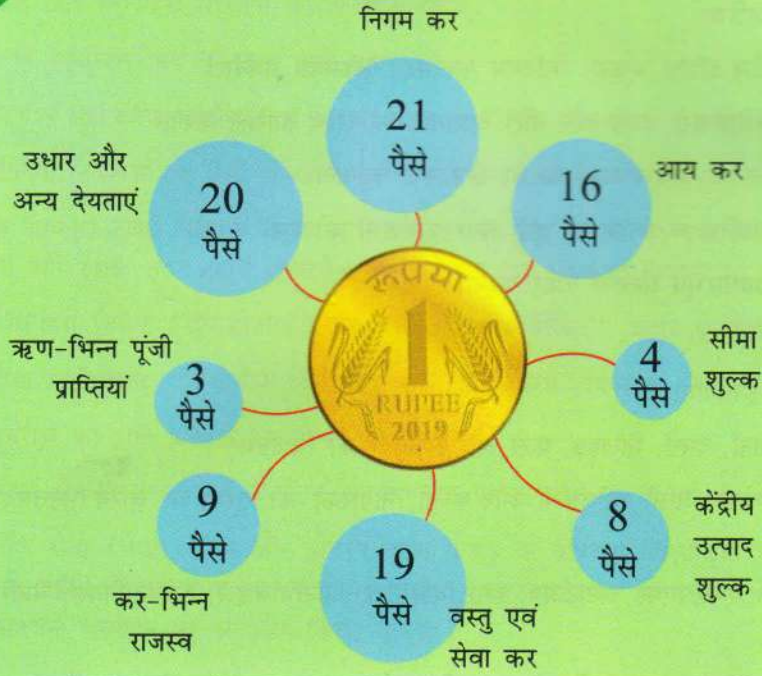 निगम कर
21
पैसे
उधार और
अन्य देयताएं
20
पैसे
16
पैसे
आय कर
रुपया
1
RUPEE
2019
ऋण-भिन्न पूंजी
प्राप्तियां
3
पैसे
4
पैसे
सीमा
शुल्क
9
पैसे
कर-भिन्न
राजस्व
19
पैसे
वस्तु एवं
सेवा कर
8
पैसे
केंद्रीय
उत्पाद
शुल्क